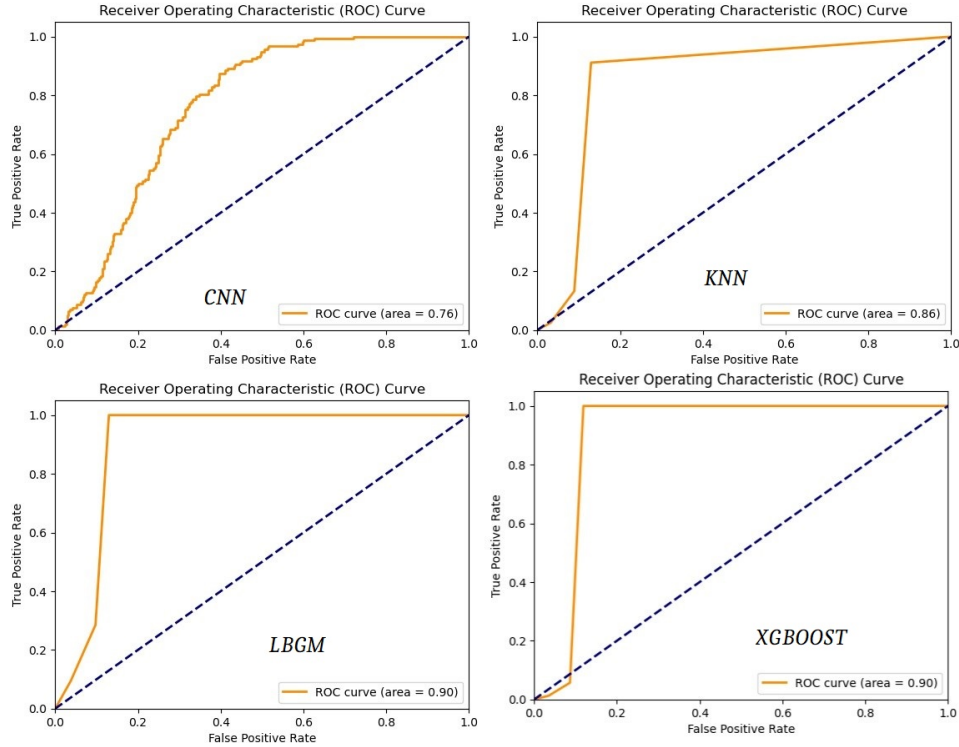 Receiver Operating Characteristic (ROC) Curve
True Positive Rate
1.0
0.8
0.6
0.4
0.2
0.0
CNN
ROC curve (area = 0.76)
0.0 0.2 0.4 0.6 0.8 1.0
False Positive Rate
Receiver Operating Characteristic (ROC) Curve
True Positive Rate
1.0
0.8
0.6
0.4
0.2
0.0
KNN
ROC curve (area = 0.86)
0.0 0.2 0.4 0.6 0.8 1.0
False Positive Rate
Receiver Operating Characteristic (ROC) Curve
True Positive Rate
1.0
0.8
0.6
0.4
0.2
0.0
LBGM
ROC curve (area = 0.90)
0.0 0.2 0.4 0.6 0.8 1.0
False Positive Rate
Receiver Operating Characteristic (ROC) Curve
True Positive Rate
1.0
0.8
0.6
0.4
0.2
0.0
XGBOOST
ROC curve (area = 0.90)
0.0 0.2 0.4 0.6 0.8 1.0
False Positive Rate